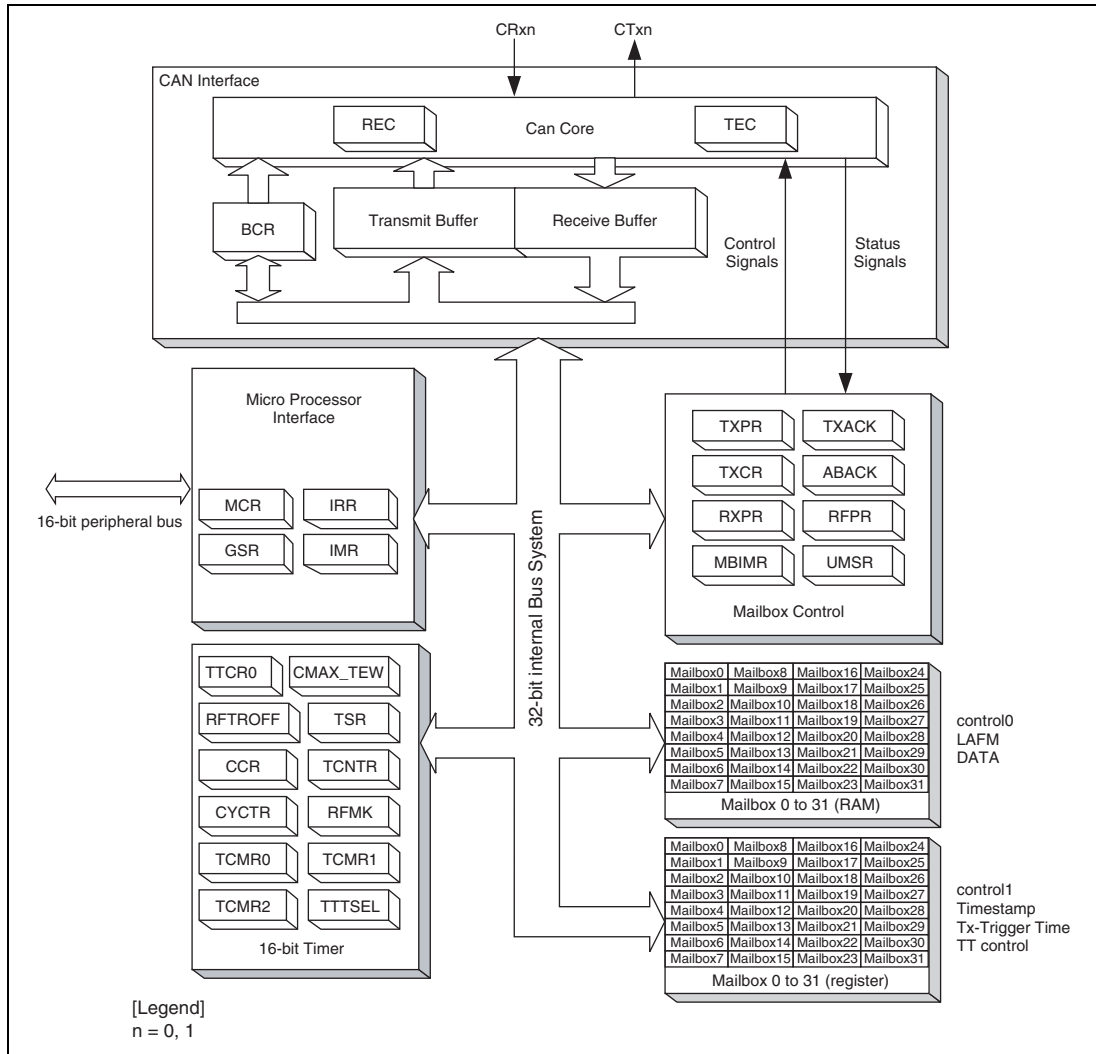 CRxn CTxn
CAN Interface
REC Can Core TEC
BCR Transmit Buffer Receive Buffer
Control
Signals
Status
Signals
Micro Processor
Interface
MCR IRR
GSR IMR
16-bit peripheral bus
32-bit internal Bus System
TXPR TXACK
TXCR ABACK
RXPR RFPR
MBIMR UMSR
Mailbox Control
TTCR0 CMAX_TEW
RFTROFF TSR
CCR TCNTR
CYCTR RFMK
TCMR0 TCMR1
TCMR2 TTTSEL
16-bit Timer
Mailbox0 Mailbox8 Mailbox16 Mailbox24
Mailbox1 Mailbox9 Mailbox17 Mailbox25
Mailbox2 Mailbox10 Mailbox18 Mailbox26
Mailbox3 Mailbox11 Mailbox19 Mailbox27
Mailbox4 Mailbox12 Mailbox20 Mailbox28
Mailbox5 Mailbox13 Mailbox21 Mailbox29
Mailbox6 Mailbox14 Mailbox22 Mailbox30
Mailbox7 Mailbox15 Mailbox23 Mailbox31
Mailbox 0 to 31 (RAM)
control0
LAFM
DATA
Mailbox0 Mailbox8 Mailbox16 Mailbox24
Mailbox1 Mailbox9 Mailbox17 Mailbox25
Mailbox2 Mailbox10 Mailbox18 Mailbox26
Mailbox3 Mailbox11 Mailbox19 Mailbox27
Mailbox4 Mailbox12 Mailbox20 Mailbox28
Mailbox5 Mailbox13 Mailbox21 Mailbox29
Mailbox6 Mailbox14 Mailbox22 Mailbox30
Mailbox7 Mailbox15 Mailbox23 Mailbox31
Mailbox 0 to 31 (register)
control1
Timestamp
Tx-Trigger Time
TT control
[Legend]
n = 0, 1